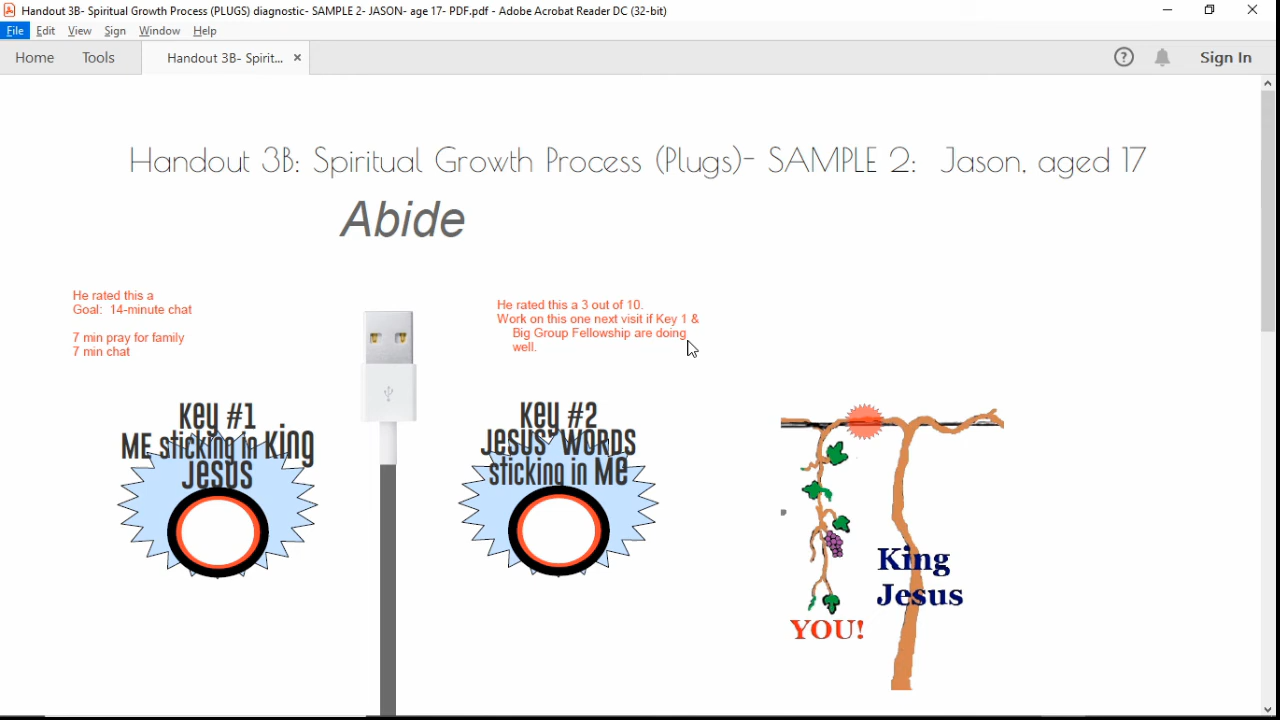 Handout 3B- Spiritual Growth Process (PLUGS) diagnostic- SAMPLE 2- JASON- age 17- PDF.pdf - Adobe Acrobat Reader DC (32-bit)
File Edit View Sign Window Help
Home Tools Handout 3B- Spirit... × ? Sign In
Handout 3B: Spiritual Growth Process (Plugs)- SAMPLE 2: Jason, aged 17
Abide
He rated this a
Goal: 14-minute chat
7 min pray for family
7 min chat
He rated this a 3 out of 10.
Work on this one next visit if Key 1 &
Big Group Fellowship are doing
well.
Key #1
ME sticking in King
Jesus
Key #2
Jesus' WORDS
sticking in Me
King
Jesus
YOU!